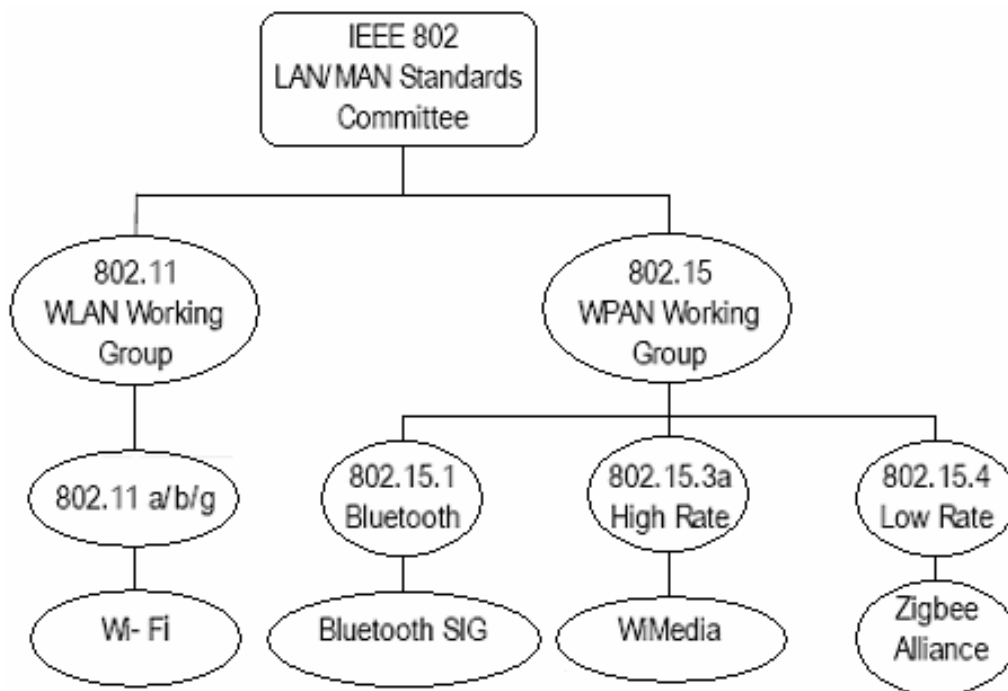 IEEE 802
LAN/MAN Standards
Committee
802.11
WLAN Working
Group
802.15
WPAN Working
Group
802.11 a/b/g
802.15.1
Bluetooth
802.15.3a
High Rate
802.15.4
Low Rate
Wi- Fi
Bluetooth SIG
WiMedia
Zigbee
Alliance